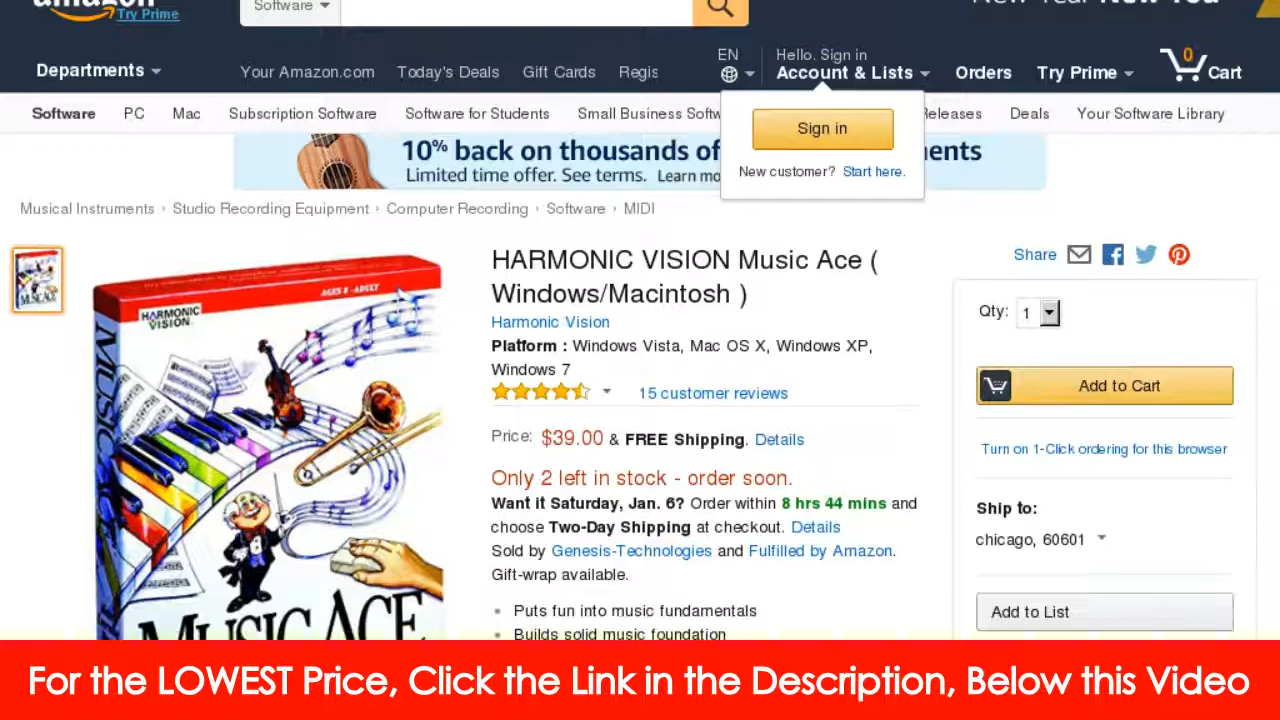 amazon
Try Prime
Software
New Year New You
Departments
Your Amazon.com
Today's Deals
Gift Cards
Regis
EN
Hello. Sign in
Account & Lists
Orders
Try Prime
0
Cart
Software
PC
Mac
Subscription Software
Software for Students
Small Business Softw
eleases
Deals
Your Software Library
Sign in
New customer? Start here.
10% back on thousands of
ents
Limited time offer. See terms. Learn mo
Musical Instruments › Studio Recording Equipment › Computer Recording › Software › MIDI
AGES 8 - ADULT
HARMONIC
VISION
MUSIC ACE
HARMONIC VISION Music Ace (
Windows/Macintosh )
Harmonic Vision
Platform : Windows Vista, Mac OS X, Windows XP,
Windows 7
15 customer reviews
Price: $39.00 & FREE Shipping. Details
Only 2 left in stock - order soon.
Want it Saturday, Jan. 6? Order within 8 hrs 44 mins and
choose Two-Day Shipping at checkout. Details
Sold by Genesis-Technologies and Fulfilled by Amazon.
Gift-wrap available.
• Puts fun into music fundamentals
• Builds solid music foundation
Share
Qty: 1
Add to Cart
Turn on 1-Click ordering for this browser
Ship to:
chicago, 60601
Add to List
For the LOWEST Price, Click the Link in the Description, Below this Video